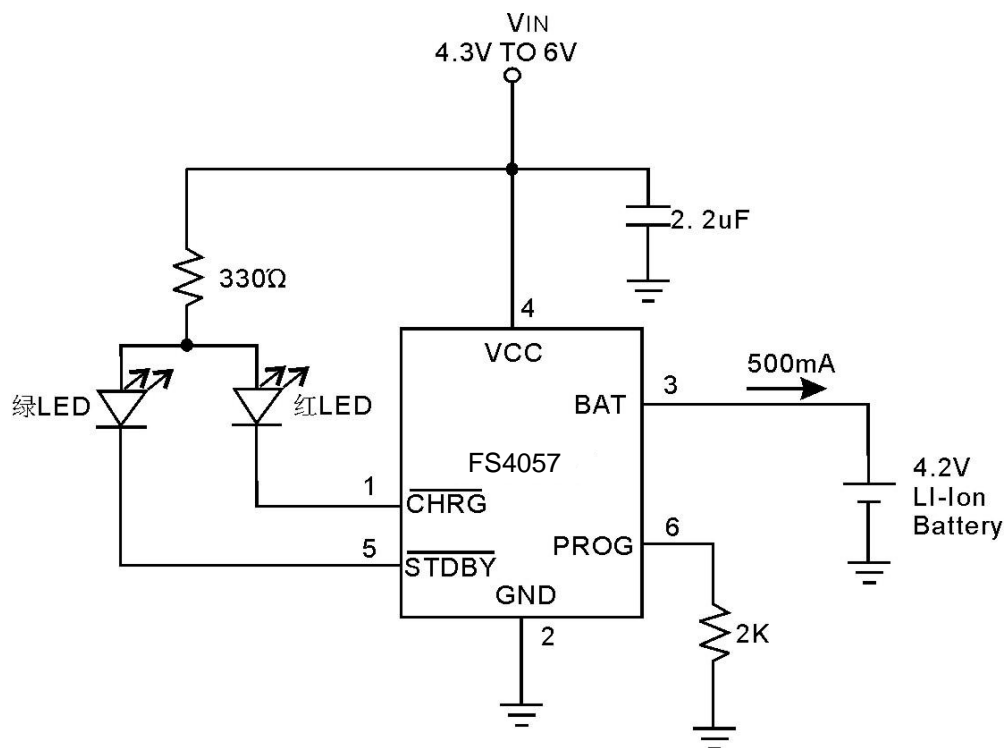 VIN
4.3V TO 6V
2. 2uF
330Ω
4
VCC
500mA
3
BAT
绿LED
红LED
FS4057
4.2V
LI-Ion
Battery
1
CHRG
5
STDBY
PROG
6
GND
2
2K